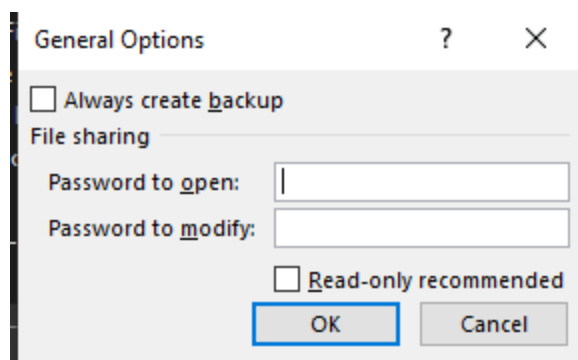 General Options ?
Always create backup
File sharing
Password to open:
Password to modify:
Read-only recommended
OK Cancel